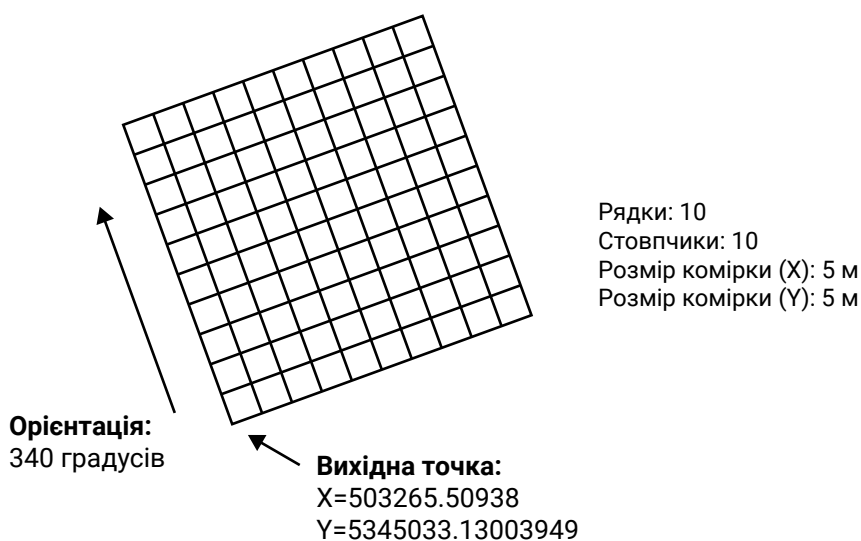 Рядки: 10
Стовпчики: 10
Розмір комірки (X): 5 м
Розмір комірки (Y): 5 м
Орієнтація:
340 градусів
Вихідна точка:
X=503265.50938
Y=5345033.13003949